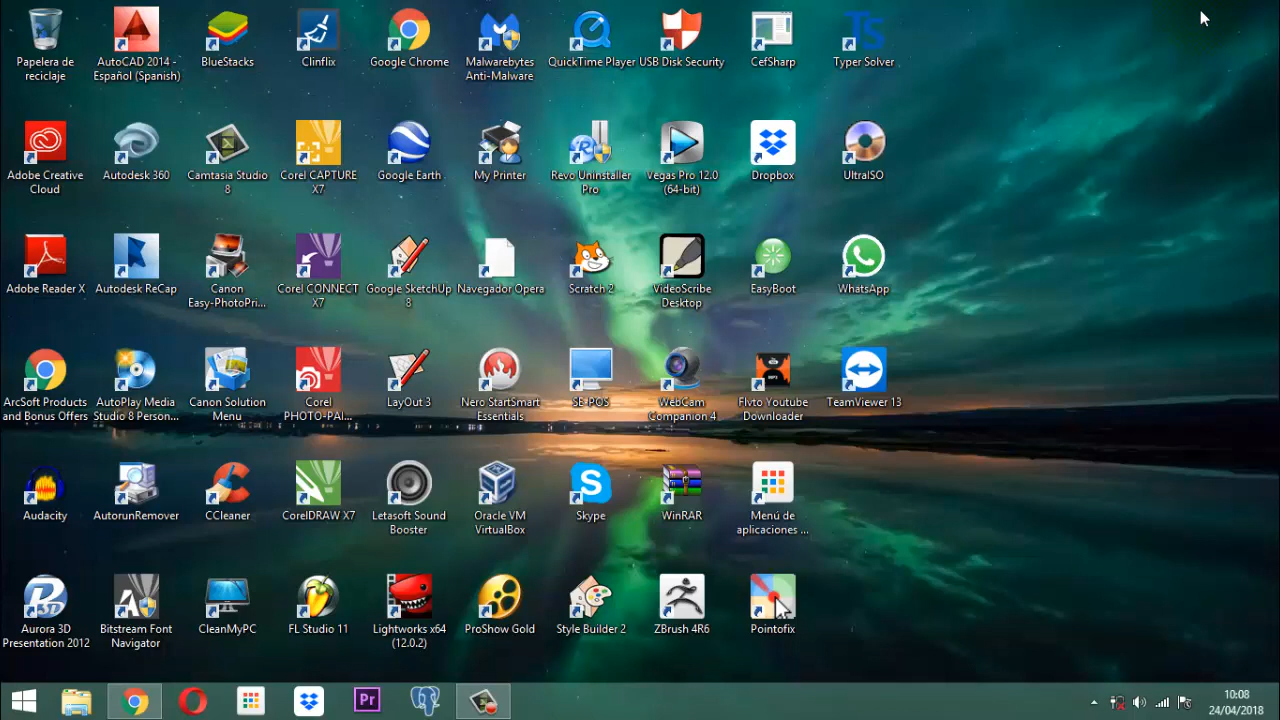 Papelera de
reciclaje
AutoCAD 2014 -
Español (Spanish)
BlueStacks
Clinflix
Google Chrome
Malwarebytes
Anti-Malware
QuickTime Player
USB Disk Security
CefSharp
Ts
Typer Solver
Adobe Creative
Cloud
Autodesk 360
Camtasia Studio
8
Corel CAPTURE
X7
Google Earth
My Printer
Revo Uninstaller
Pro
Vegas Pro 12.0
(64-bit)
Dropbox
UltraISO
Adobe Reader X
Autodesk ReCap
Canon
Easy-PhotoPri...
Corel CONNECT
X7
Google SketchUp
8
Navegador Opera
Scratch 2
VideoScribe
Desktop
EasyBoot
WhatsApp
ArcSoft Products
and Bonus Offers
AutoPlay Media
Studio 8 Person...
Canon Solution
Menu
Corel
PHOTO-PAI...
LayOut 3
Nero StartSmart
Essentials
SE_POS
WebCam
Companion 4
Flvto Youtube
Downloader
TeamViewer 13
Audacity
AutorunRemover
CCleaner
CorelDRAW X7
Letasoft Sound
Booster
Oracle VM
VirtualBox
Skype
WinRAR
Menú de
aplicaciones ...
Aurora 3D
Presentation 2012
Bitstream Font
Navigator
CleanMyPC
FL Studio 11
Lightworks x64
(12.0.2)
ProShow Gold
Style Builder 2
ZBrush 4R6
Pointofix
Pr
10:08
24/04/2018